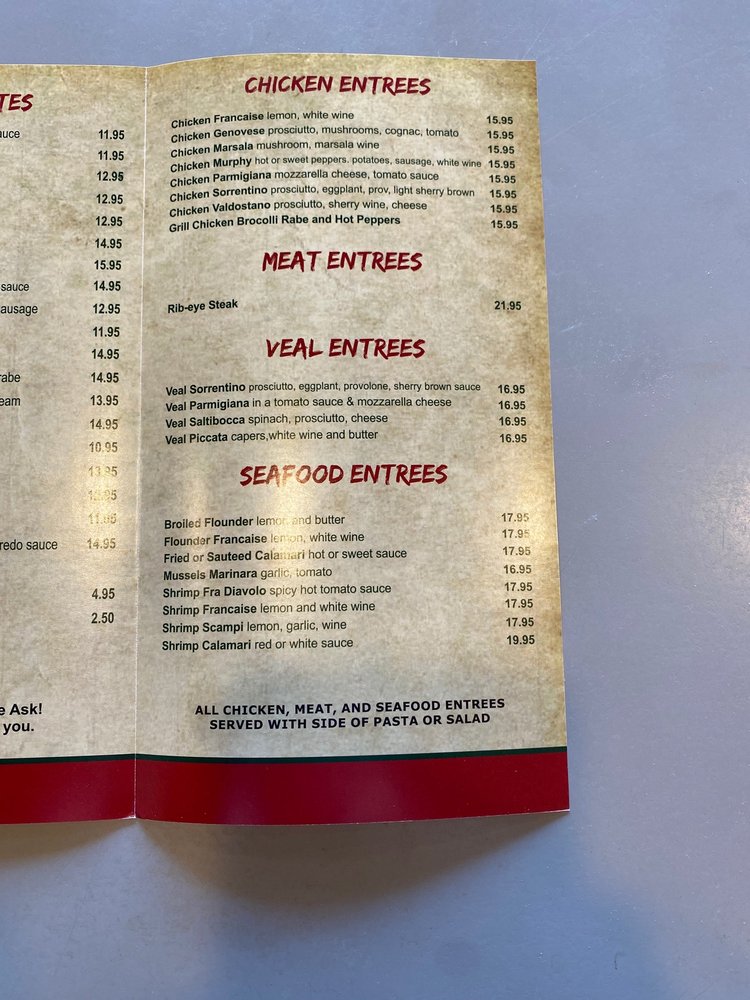 TES
auce 11.95
11.95
12.95
12.95
12.95
14.95
15.95
sauce 14.95
ausage 12.95
11.95
14.95
rabe 14.95
eam 13.95
14.95
10.95
13.95
11.95
redo sauce 14.95
4.95
2.50
e Ask!
you.
CHICKEN ENTREES
Chicken Francaise lemon, white wine 15.95
Chicken Genovese prosciutto, mushrooms, cognac, tomato 15.95
Chicken Marsala mushroom, marsala wine 15.95
Chicken Murphy hot or sweet peppers. potatoes, sausage, white wine 15.95
Chicken Parmigiana mozzarella cheese, tomato sauce 15.95
Chicken Sorrentino prosciutto, eggplant, prov, light sherry brown 15.95
Chicken Valdostano prosciutto, sherry wine, cheese 15.95
Grill Chicken Brocolli Rabe and Hot Peppers 15.95
MEAT ENTREES
Rib-eye Steak 21.95
VEAL ENTREES
Veal Sorrentino prosciutto, eggplant, provolone, sherry brown sauce 16.95
Veal Parmigiana in a tomato sauce & mozzarella cheese 16.95
Veal Saltibocca spinach, prosciutto, cheese 16.95
Veal Piccata capers,white wine and butter 16.95
SEAFOOD ENTREES
Broiled Flounder lemon and butter 17.95
Flounder Francaise lemon, white wine 17.95
Fried or Sauteed Calamari hot or sweet sauce 17.95
Mussels Marinara garlic, tomato 16.95
Shrimp Fra Diavolo spicy hot tomato sauce 17.95
Shrimp Francaise lemon and white wine 17.95
Shrimp Scampi lemon, garlic, wine 17.95
Shrimp Calamari red or white sauce 19.95
ALL CHICKEN, MEAT, AND SEAFOOD ENTREES
SERVED WITH SIDE OF PASTA OR SALAD